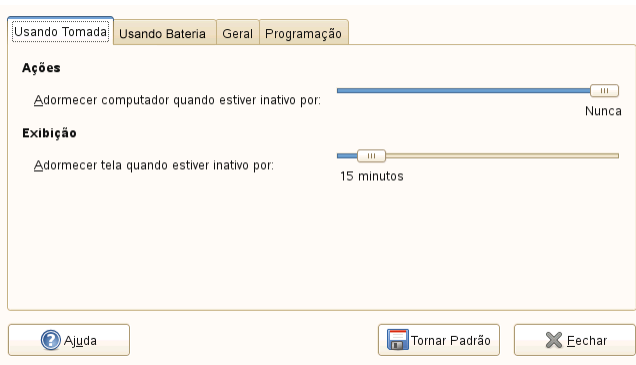 Usando Tomada Usando Bateria Geral Programação
Ações
Adormecer computador quando estiver inativo por:
Nunca
Exibição
Adormecer tela quando estiver inativo por:
15 minutos
Ajuda Tornar Padrão Fechar